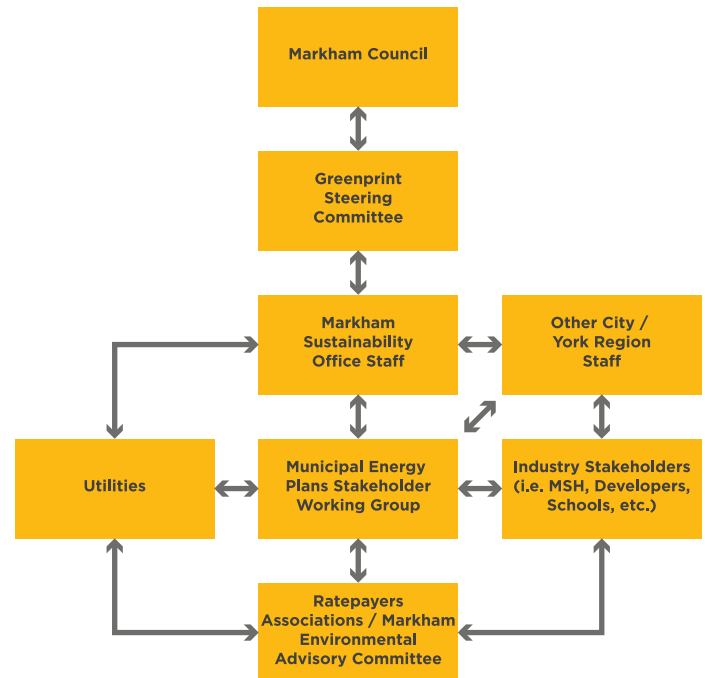 Markham Council
Greenprint
Steering
Committee
Markham
Sustainability
Office Staff
Other City /
York Region
Staff
Utilities
Municipal Energy
Plans Stakeholder
Working Group
Industry Stakeholders
(i.e. MSH, Developers,
Schools, etc.)
Ratepayers
Associations / Markham
Environmental
Advisory Committee